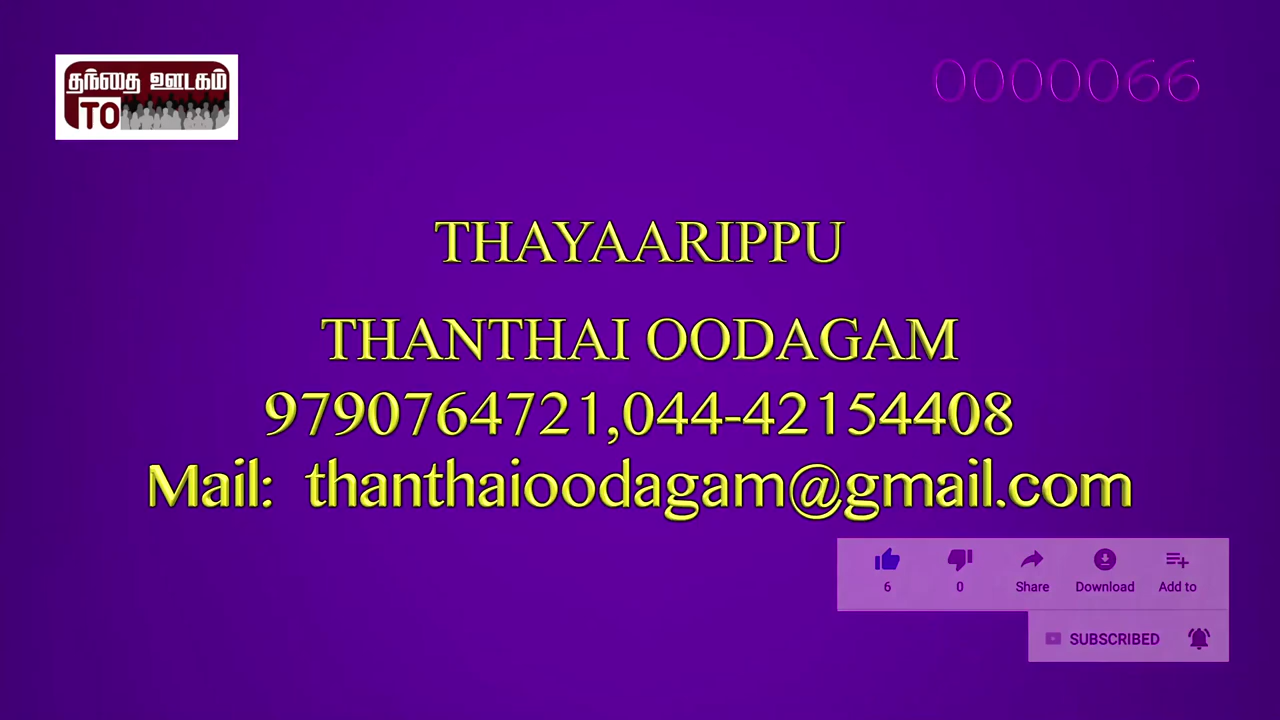 தந்தை ஊடகம்
TO
0000066
THAYAARIPPU
THANTHAI OODAGAM
9790764721,044-42154408
Mail: thanthaioodagam@gmail.com
6 0 Share Download Add to
SUBSCRIBED